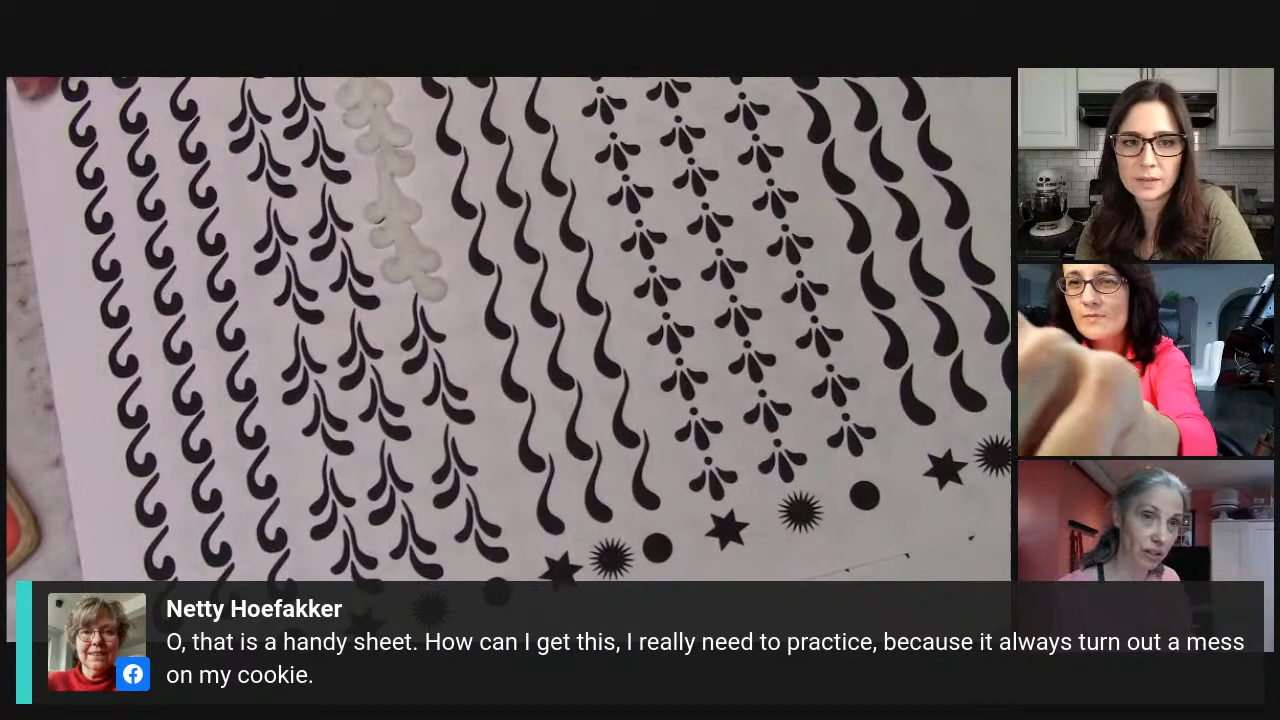 Netty Hoefakker
O, that is a handy sheet. How can I get this, I really need to practice, because it always turn out a mess
on my cookie.